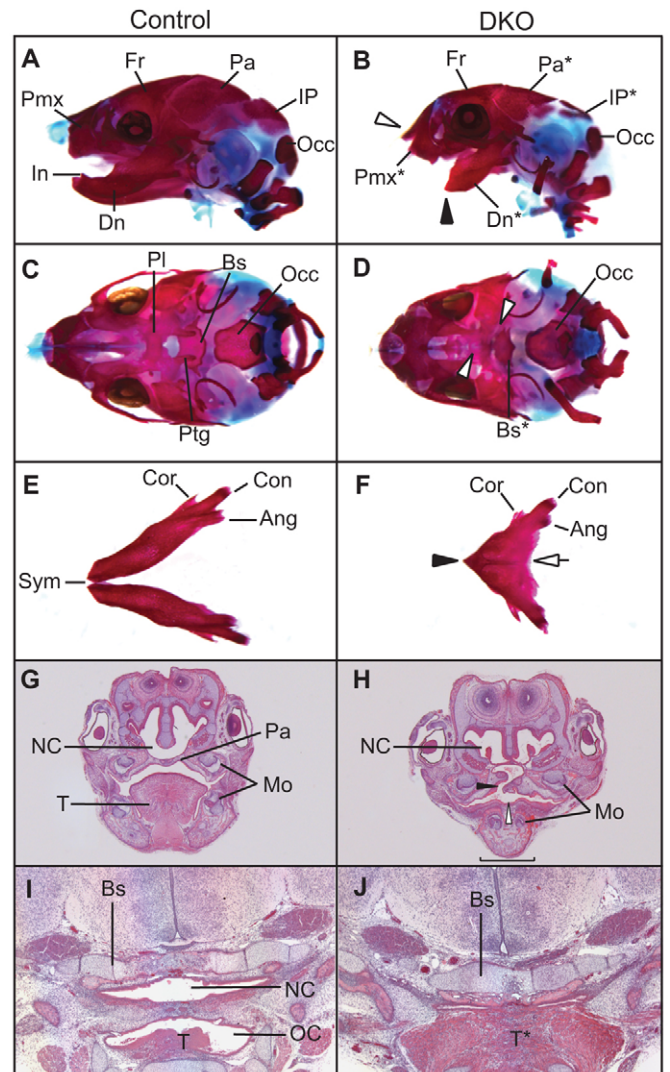 Control DKO
A Fr Pa IP Pmx Occ In Dn
B Fr Pa* IP* Occ Pmx* Dn*
C Pl Bs Occ Ptg
D Occ Bs*
E Cor Con Ang Sym
F Cor Con Ang
G NC Pa Mo T
H NC Mo
I Bs NC OC T
J Bs T*